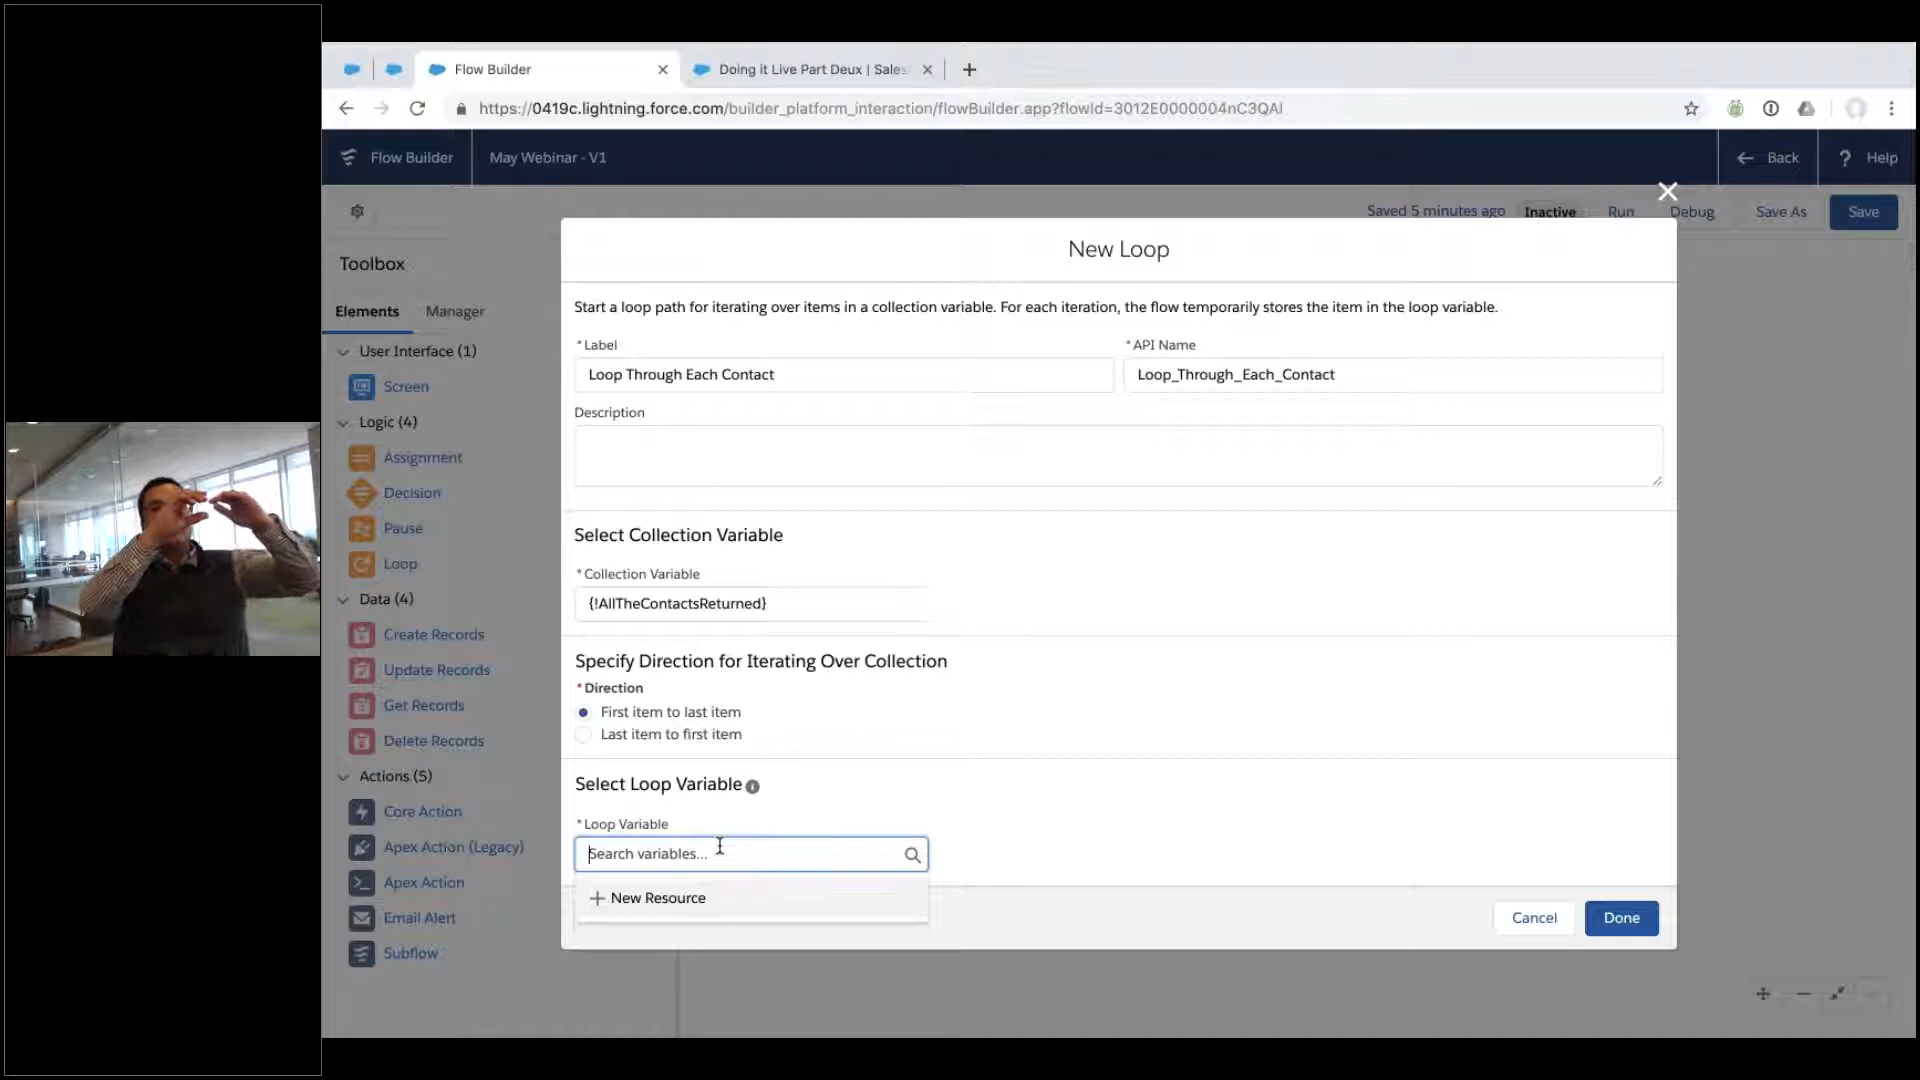 Flow Builder
Doing it Live Part Deux | Sales
https://0419c.lightning.force.com/builder_platform_interaction/flowBuilder.app?flowId=3012E0000004nC3QAI
Flow Builder
May Webinar - V1
Back
? Help
Saved 5 minutes ago
Inactive
Run
Debug
Save As
Save
Toolbox
Elements
Manager
User Interface (1)
Screen
Logic (4)
Assignment
Decision
Pause
Loop
Data (4)
Create Records
Update Records
Get Records
Delete Records
Actions (5)
Core Action
Apex Action (Legacy)
Apex Action
Email Alert
Subflow
New Loop
Start a loop path for iterating over items in a collection variable. For each iteration, the flow temporarily stores the item in the loop variable.
* Label
Loop Through Each Contact
* API Name
Loop_Through_Each_Contact
Description
Select Collection Variable
* Collection Variable
{!AllTheContactsReturned}
Specify Direction for Iterating Over Collection
* Direction
First item to last item
Last item to first item
Select Loop Variable
* Loop Variable
Search variables...
+ New Resource
Cancel
Done